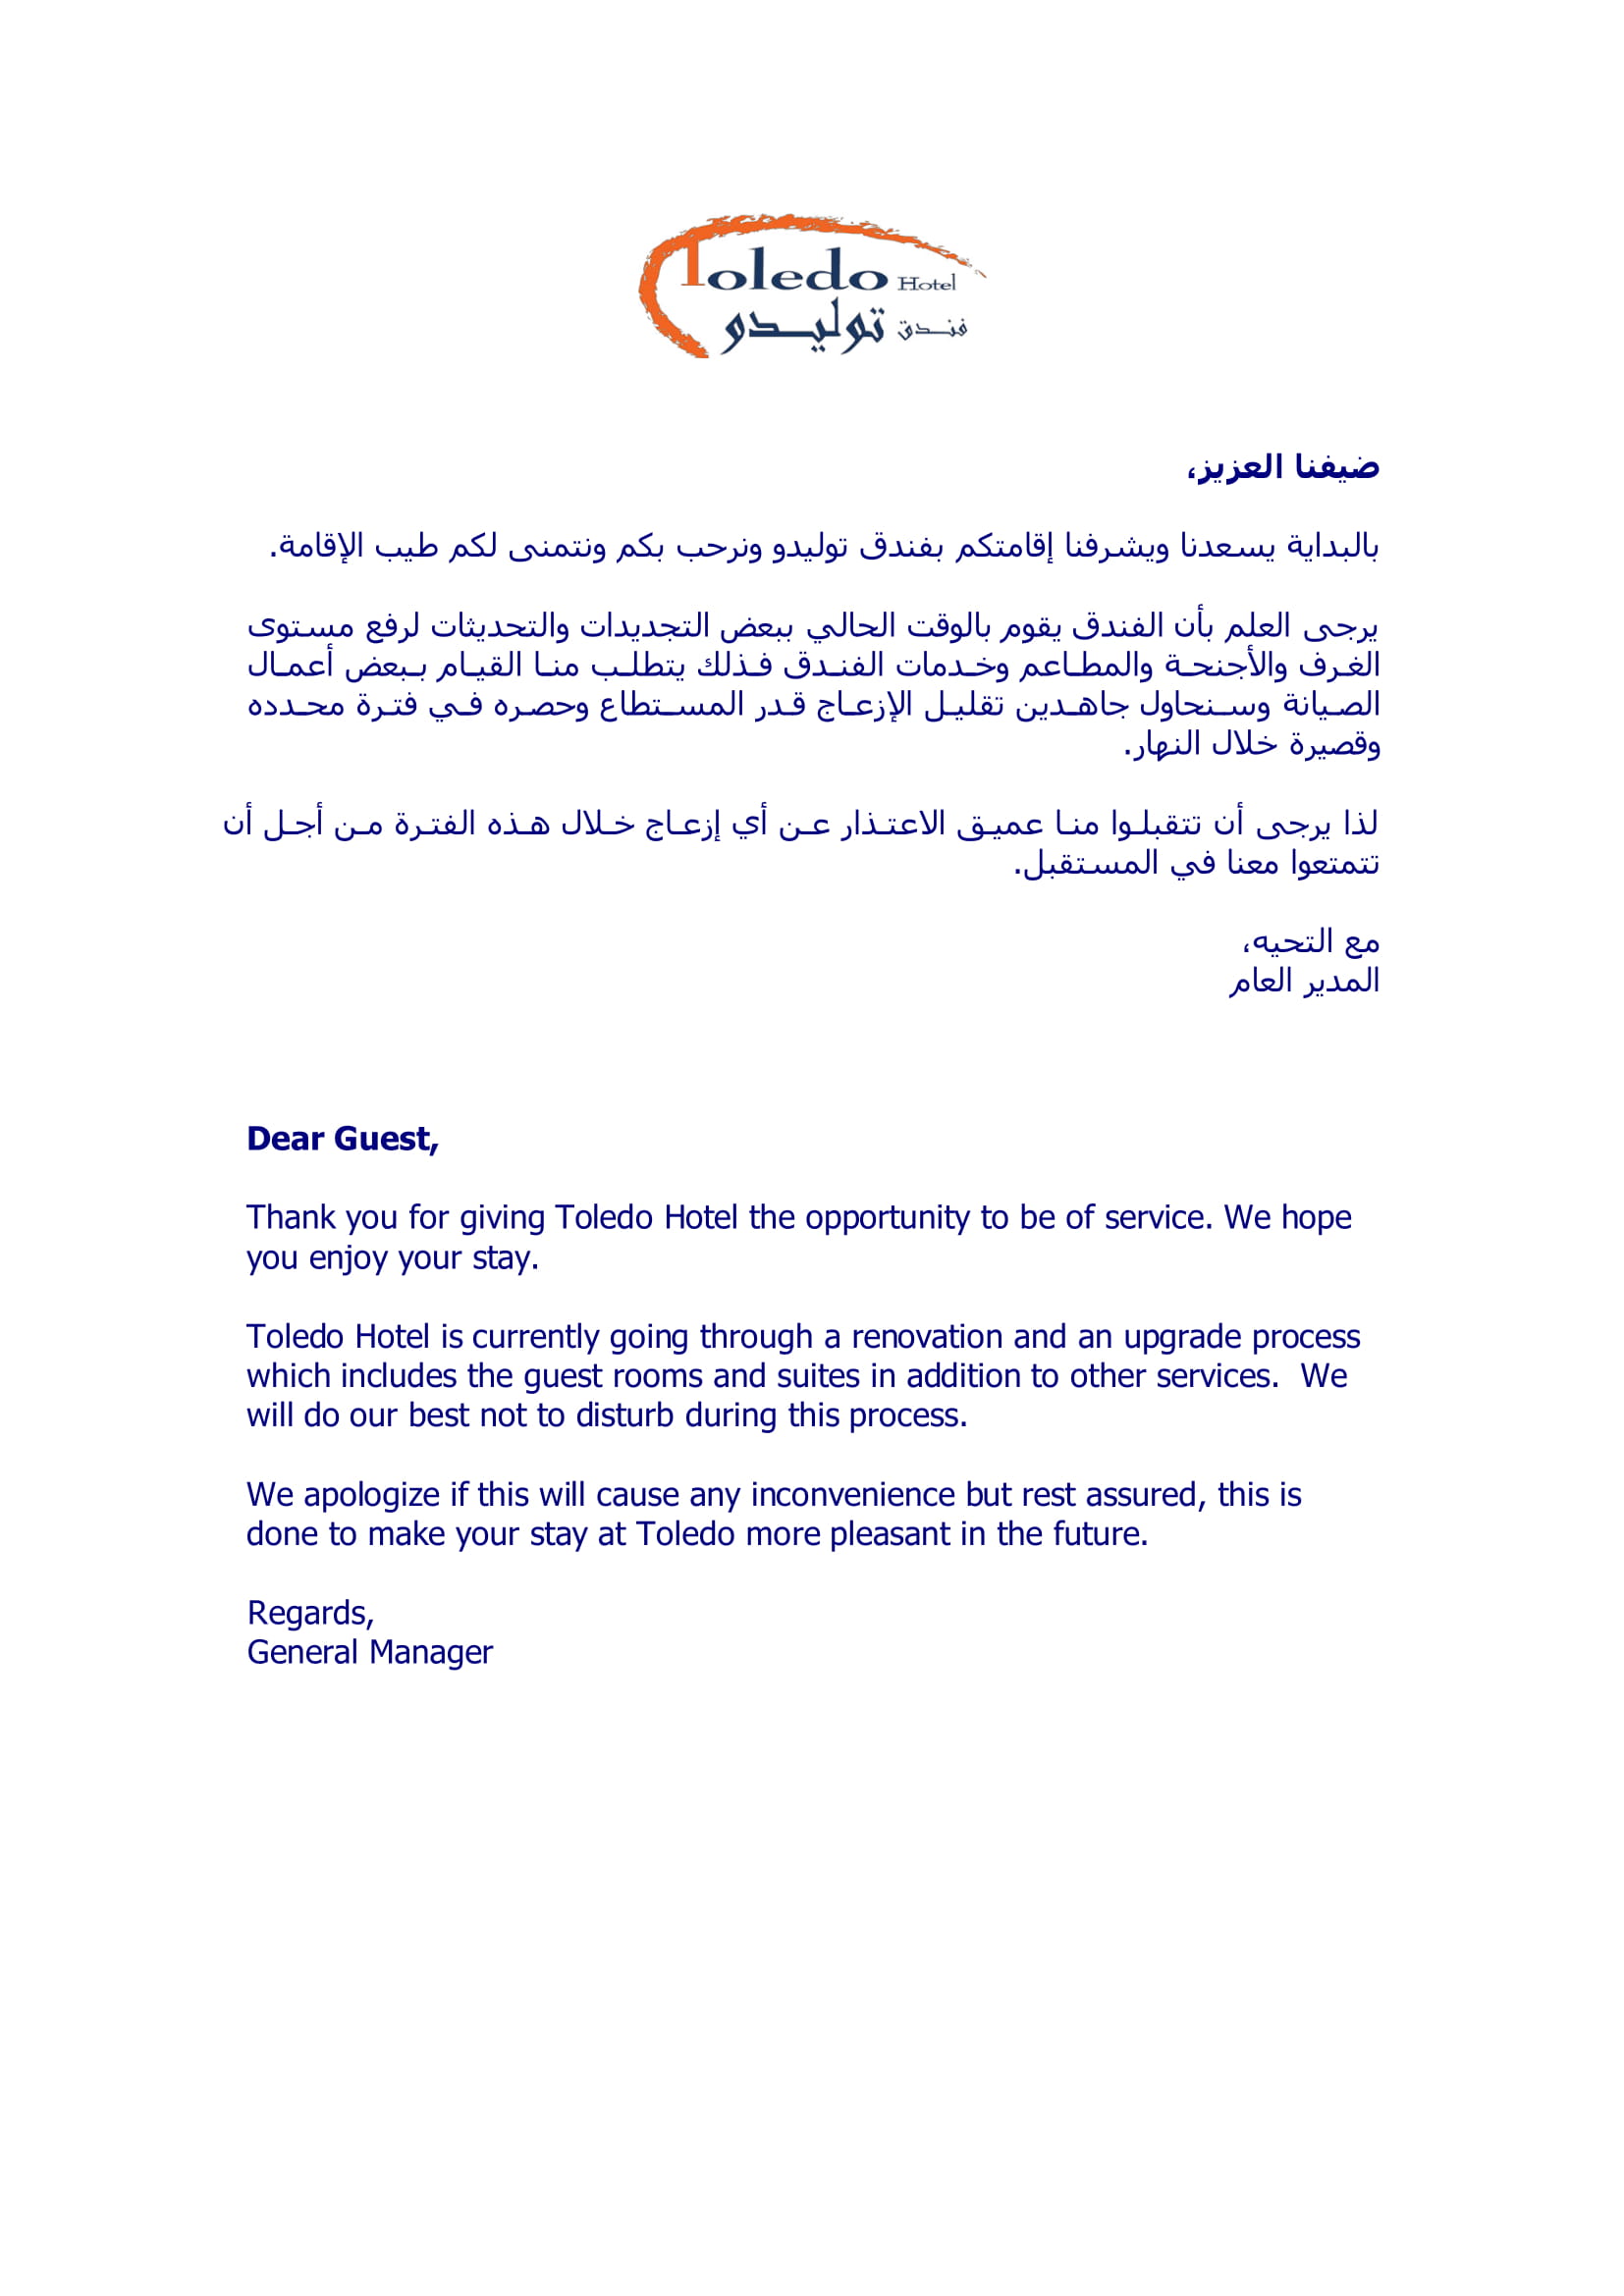 Toledo Hotel
فندق توليدو
ضيفنا العزيز،
بالبداية يسعدنا ويشرفنا إقامتكم بفندق توليدو ونرحب بكم ونتمنى لكم طيب الإقامة.
يرجى العلم بأن الفندق يقوم بالوقت الحالي ببعض التجديدات والتحديثات لرفع مستوى
الغرف والأجنحة والمطاعم وخدمات الفندق فذلك يتطلب منا القيام ببعض أعمال
الصيانة وسنحاول جاهدين تقليل الإزعاج قدر المستطاع وحصره في فترة محدده
وقصيرة خلال النهار.
لذا يرجى أن تتقبلوا منا عميق الاعتذار عن أي إزعاج خلال هذه الفترة من أجل أن
تتمتعوا معنا في المستقبل.
مع التحيه،
المدير العام
Dear Guest,
Thank you for giving Toledo Hotel the opportunity to be of service. We hope
you enjoy your stay.
Toledo Hotel is currently going through a renovation and an upgrade process
which includes the guest rooms and suites in addition to other services.  We
will do our best not to disturb during this process.
We apologize if this will cause any inconvenience but rest assured, this is
done to make your stay at Toledo more pleasant in the future.
Regards,
General Manager